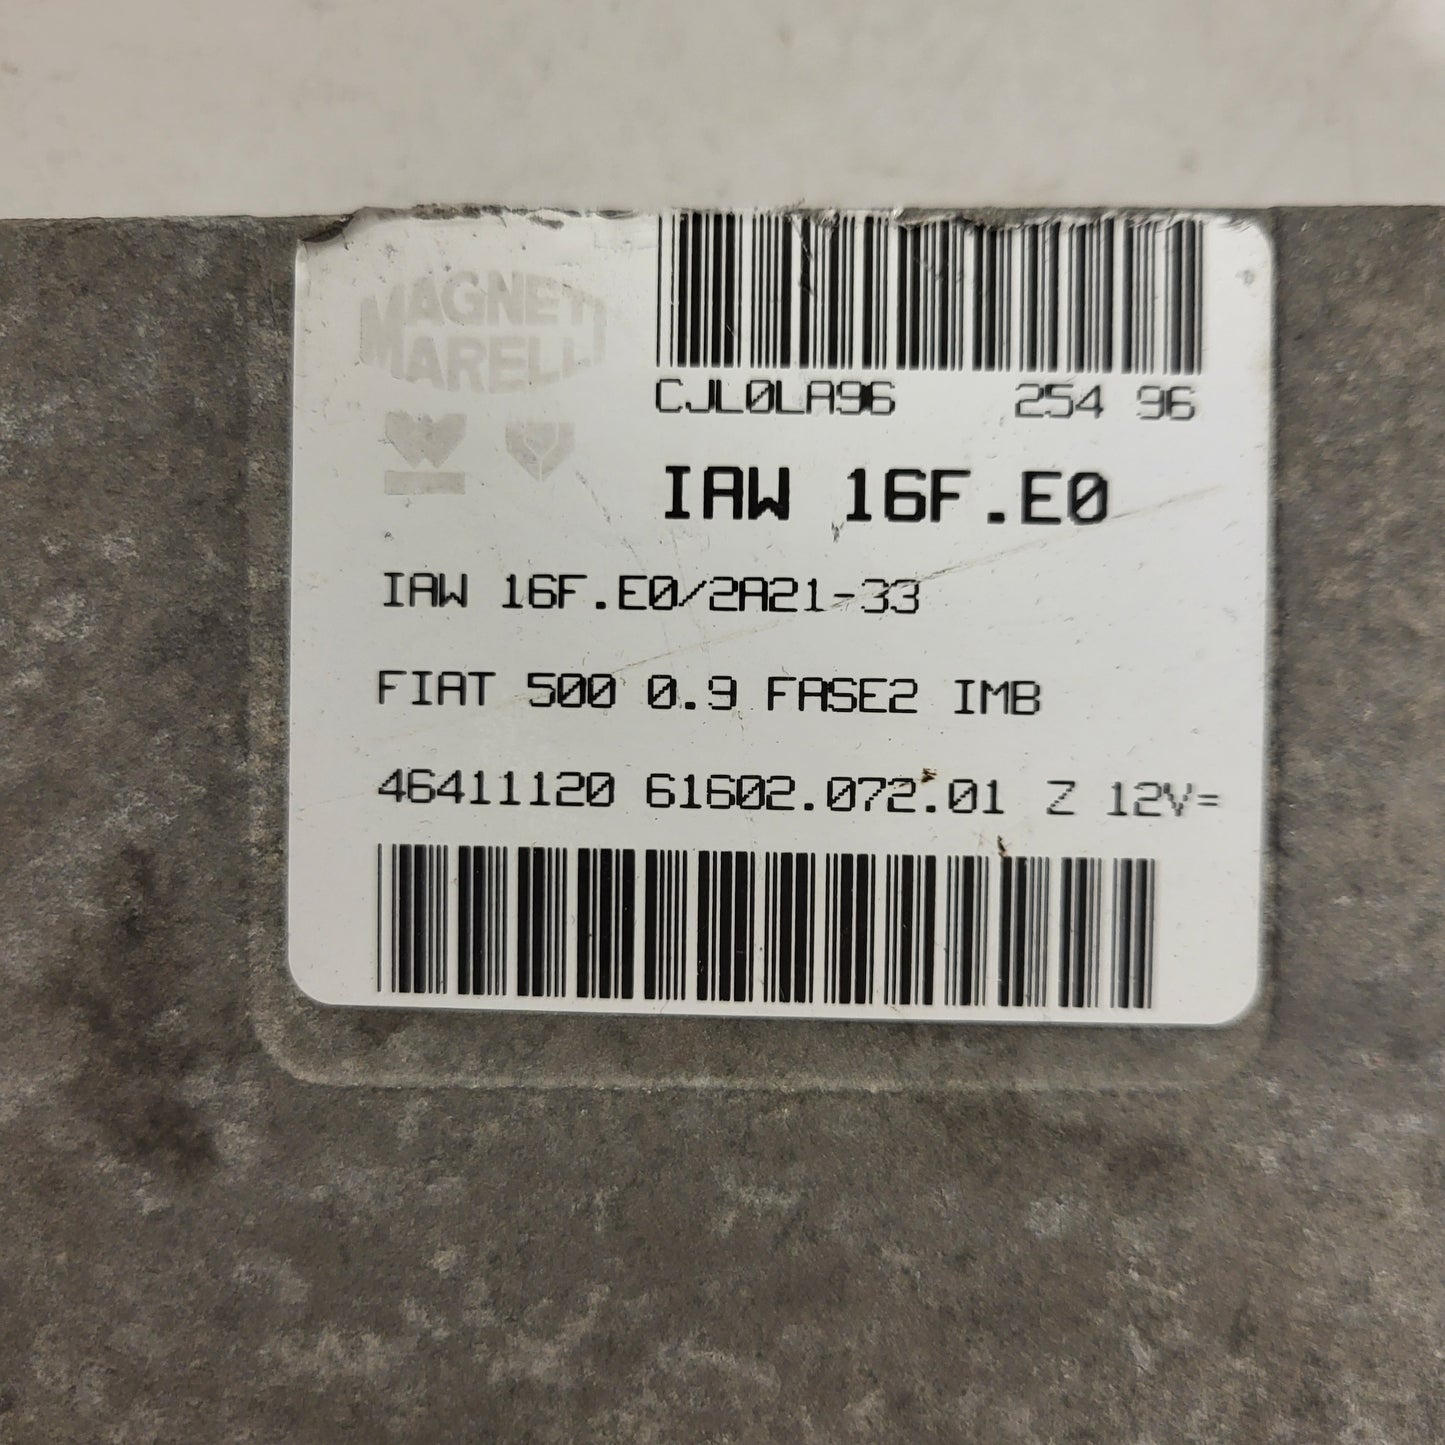 MAGNETI
MARELLI
CJL0LA96 254 96
IAW 16F.E0
IAW 16F.E0/2A21-33
FIAT 500 0.9 FASE2 IMB
46411120 61602.072.01 Z 12V=